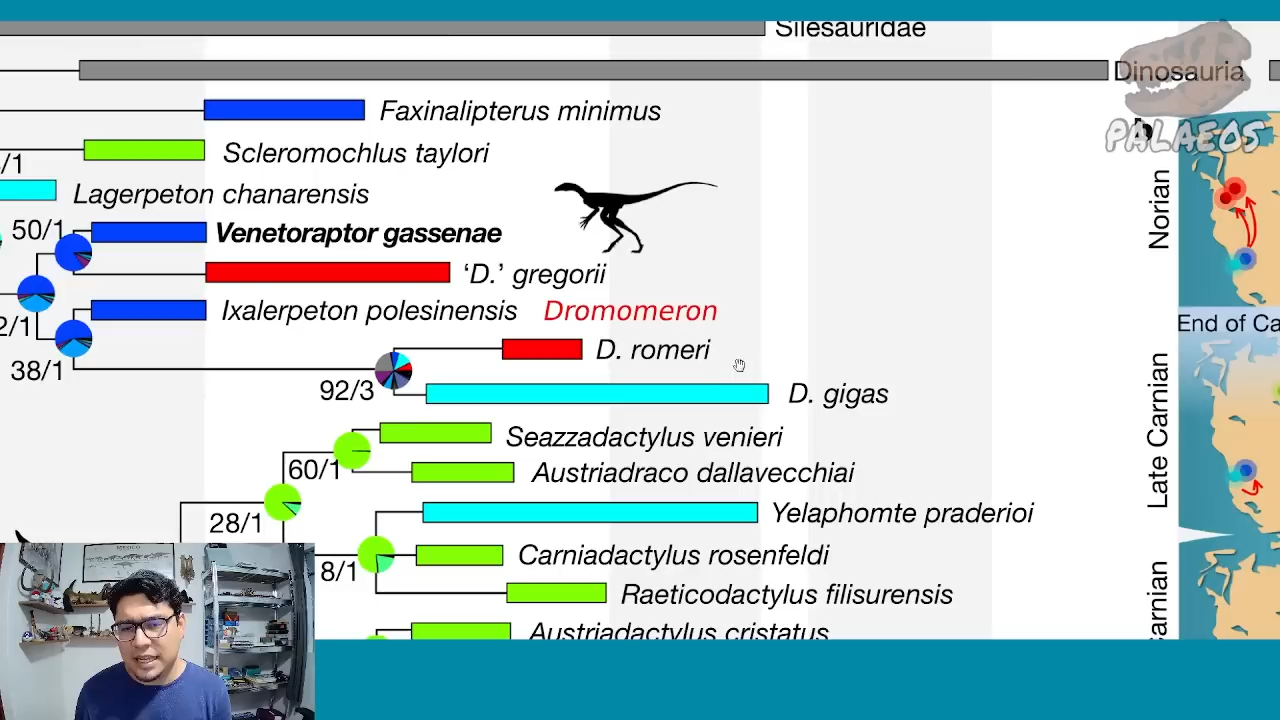 Silesauridae
Dinosauria
PALAEOS
b
Faxinalipterus minimus
Scleromochlus taylori
/1
Lagerpeton chanarensis
50/1
Venetoraptor gassenae
'D.' gregorii
Ixalerpeton polesinensis
Dromomeron
2/1
D. romeri
38/1
92/3
D. gigas
Seazzadactylus venieri
60/1
Austriadraco dallavecchiai
Yelaphomte praderioi
28/1
Carniadactylus rosenfeldi
8/1
Raeticodactylus filisurensis
Austriadactylus cristatus
Norian
End of Ca
Late Carnian
arnian
MEXICO